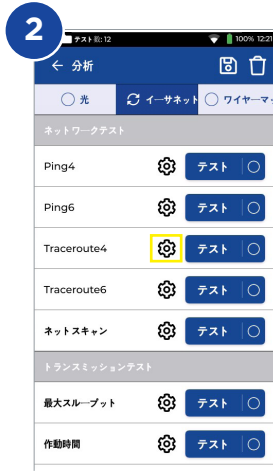 2
テスト 数: 12
100% 12:21
← 分析
光 イーサネット ワイヤーマッ
ネットワークテスト
Ping4 テスト
Ping6 テスト
Traceroute4 テスト
Traceroute6 テスト
ネットスキャン テスト
トランスミッションテスト
最大スループット テスト
作動時間 テスト